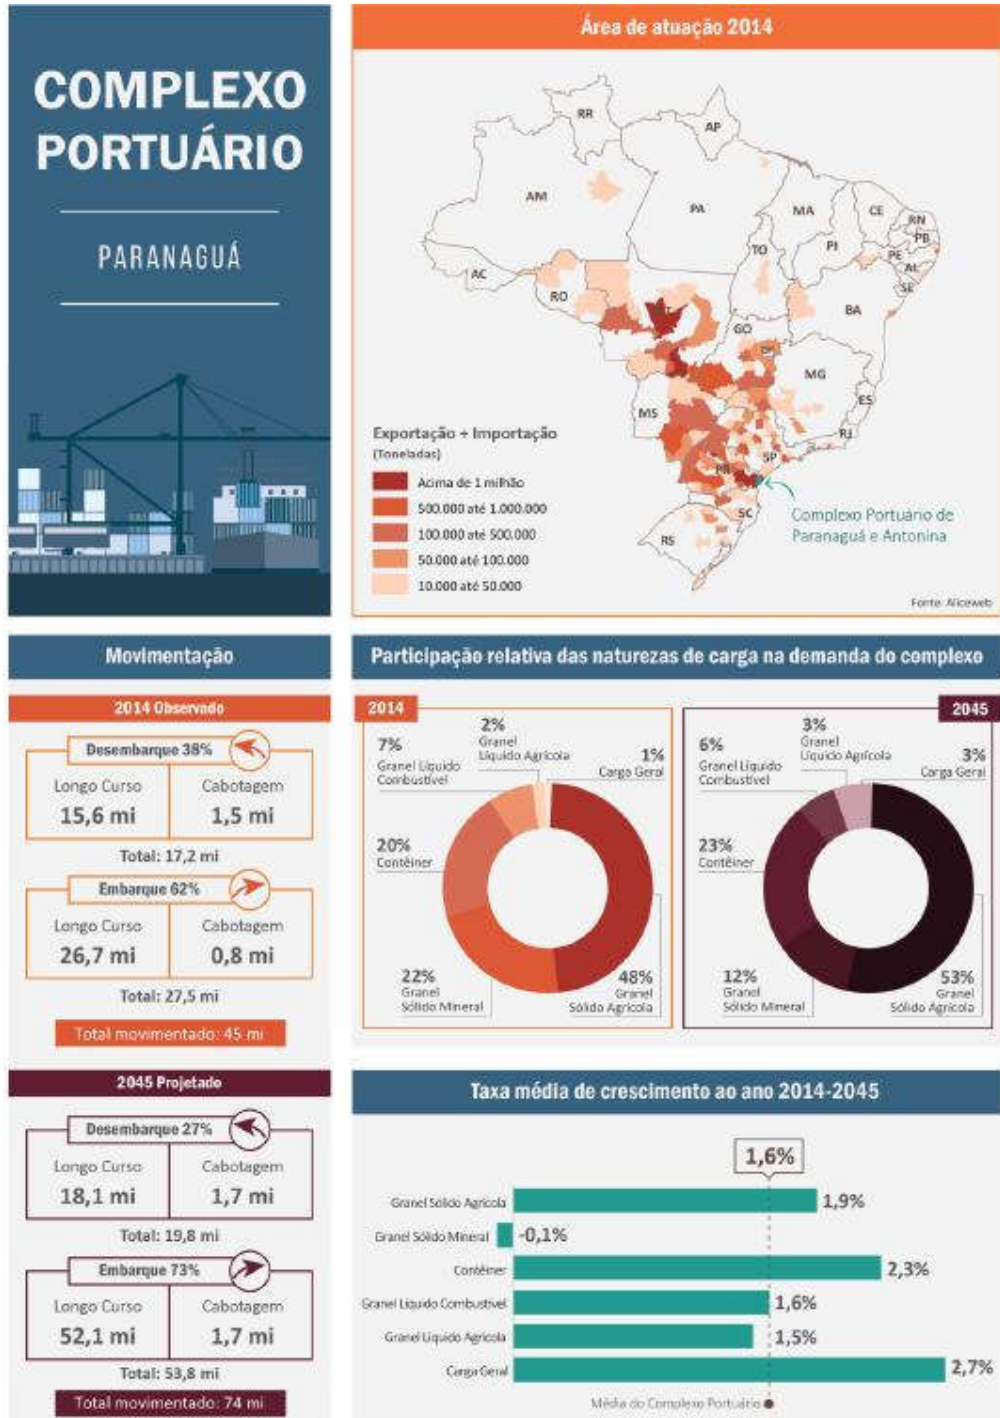 COMPLEXO
PORTUÁRIO
PARANAGUÁ
Área de atuação 2014
RR
AP
AM
PA
MA
CE
RN
PB
PE
AL
SE
PI
TO
AC
RO
BA
GO
DF
MG
ES
MS
RJ
SP
PR
SC
RS
Exportação + Importação
(Toneladas)
Acima de 1 milhão
500.000 até 1.000.000
100.000 até 500.000
50.000 até 100.000
10.000 até 50.000
Complexo Portuário de
Paranaguá e Antonina
Fonte: Aliceweb
Movimentação
2014 Observado
Desembarque 38%
Longo Curso
Cabotagem
15,6 mi
1,5 mi
Total: 17,2 mi
Embarque 62%
Longo Curso
Cabotagem
26,7 mi
0,8 mi
Total: 27,5 mi
Total movimentado: 45 mi
2045 Projetado
Desembarque 27%
Longo Curso
Cabotagem
18,1 mi
1,7 mi
Total: 19,8 mi
Embarque 73%
Longo Curso
Cabotagem
52,1 mi
1,7 mi
Total: 53,8 mi
Total movimentado: 74 mi
Participação relativa das naturezas de carga na demanda do complexo
2014
7%
Granel Líquido
Combustível
2%
Granel
Líquido Agrícola
1%
Carga Geral
20%
Contêiner
22%
Granel
Sólido Mineral
48%
Granel
Sólido Agrícola
2045
6%
Granel Líquido
Combustível
3%
Granel
Líquido Agrícola
3%
Carga Geral
23%
Contêiner
12%
Granel
Sólido Mineral
53%
Granel
Sólido Agrícola
Taxa média de crescimento ao ano 2014-2045
1,6%
Granel Sólido Agrícola
1,9%
Granel Sólido Mineral
-0,1%
Contêiner
2,3%
Granel Líquido Combustível
1,6%
Granel Líquido Agrícola
1,5%
Carga Geral
2,7%
Média do Complexo Portuário